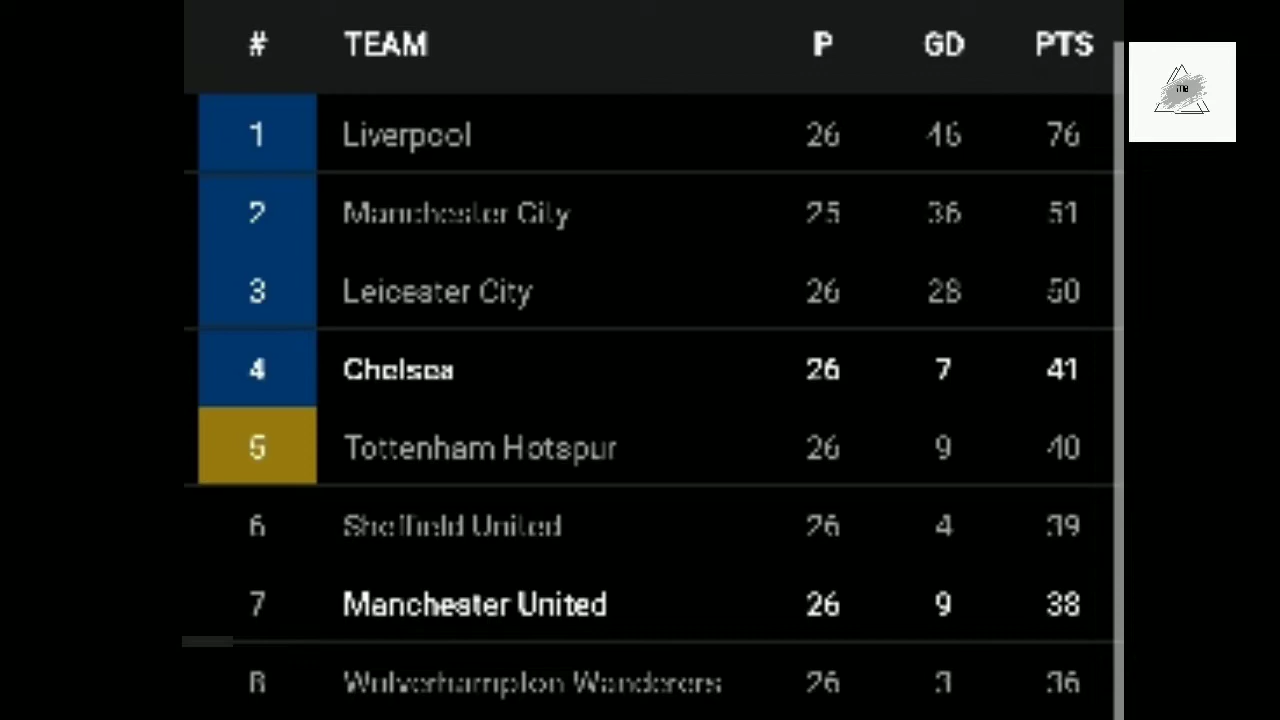 # TEAM P GD PTS
1 Liverpool 26 46 76
2 Manchester City 25 36 51
3 Leicester City 26 28 50
4 Chelsea 26 7 41
5 Tottenham Hotspur 26 9 40
6 Sheffield United 26 4 39
7 Manchester United 26 9 38
8 Wolverhampton Wanderers 26 3 36